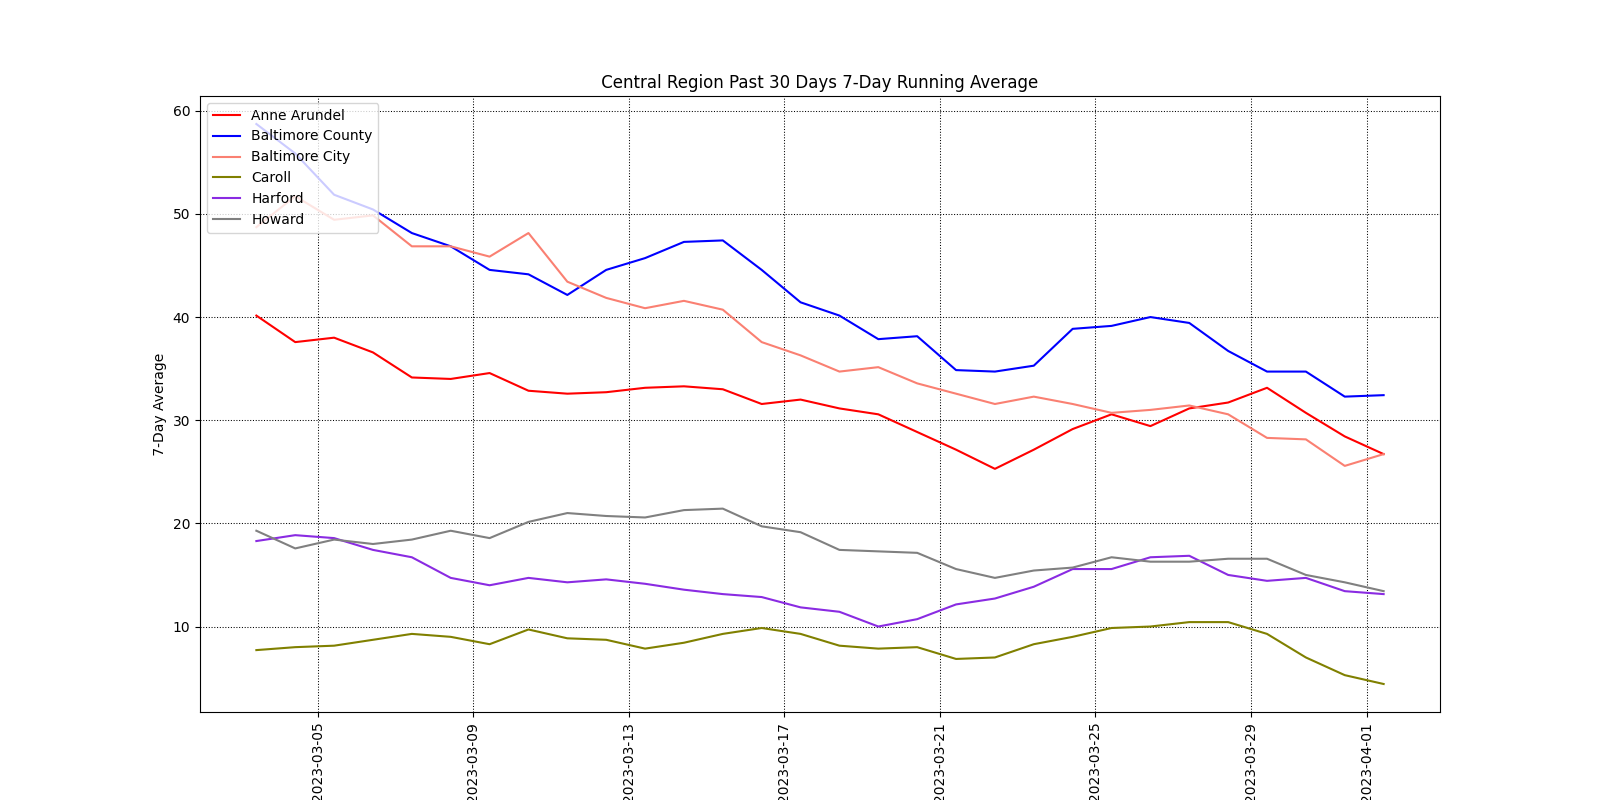 Central Region Past 30 Days 7-Day Running Average
Anne Arundel
Baltimore County
Baltimore City
Caroll
Harford
Howard
7-Day Average
60
50
40
30
20
10
2023-03-05
2023-03-09
2023-03-13
2023-03-17
2023-03-21
2023-03-25
2023-03-29
2023-04-01